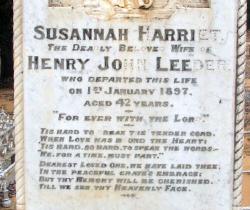 SUSANNAH HARRIET,
THE DEARLY BELOVED WIFE OF
HENRY JOHN LEEDER
WHO DEPARTED THIS LIFE
ON 1ST JANUARY 1897,
AGED 42 YEARS.
"FOR EVER WITH THE LORD"
'TIS HARD TO BREAK THE TENDER CORD,
WHEN LOVE HAS BOUND THE HEART:
'TIS HARD, SO HARD, TO SPEAK THE WORDS—
"WE, FOR A TIME, MUST PART."
DEAREST LOVED ONE, WE HAVE LAID THEE,
IN THE PEACEFUL GRAVE'S EMBRACE:
BUT THY MEMORY WILL BE CHERISHED,
TILL WE SEE THY HEAVENLY FACE.